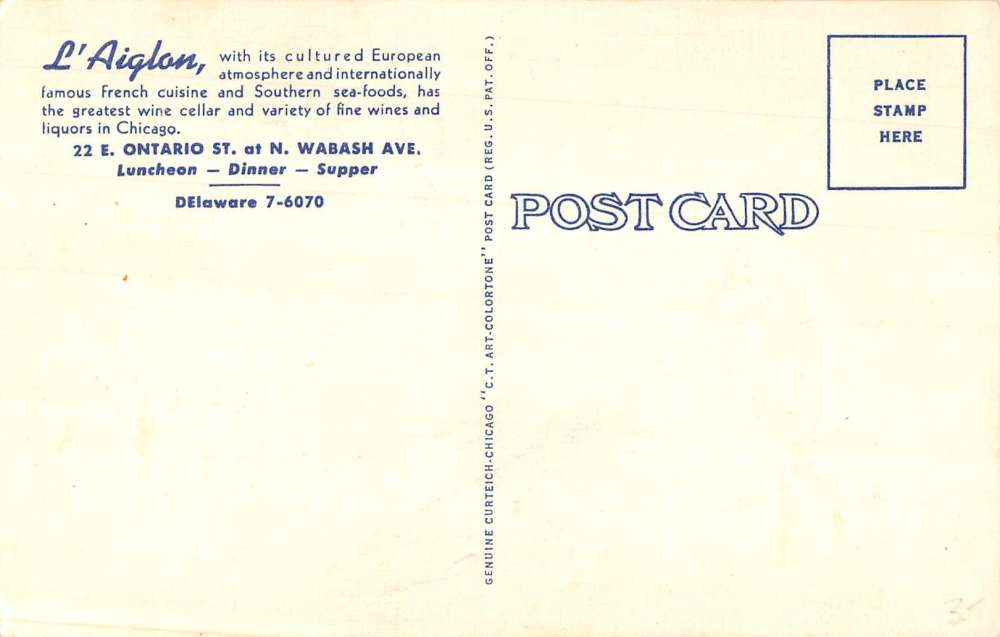 L'Aiglon, with its cultured European
atmosphere and internationally
famous French cuisine and Southern sea-foods, has
the greatest wine cellar and variety of fine wines and
liquors in Chicago.
22 E. ONTARIO ST. at N. WABASH AVE.
Luncheon — Dinner — Supper
DElaware 7-6070
GENUINE CURTEICH-CHICAGO "C.T. ART-COLORTONE" POST CARD (REG. U.S. PAT. OFF.)
POST CARD
PLACE
STAMP
HERE